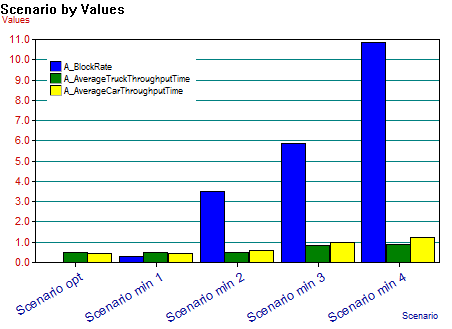 Scenario by Values
Values
11.0
10.0
9.0
8.0
7.0
6.0
5.0
4.0
3.0
2.0
1.0
0.0
A_BlockRate
A_AverageTruckThroughputTime
A_AverageCarThroughputTime
Scenario opt
Scenario min 1
Scenario min 2
Scenario min 3
Scenario min 4
Scenario